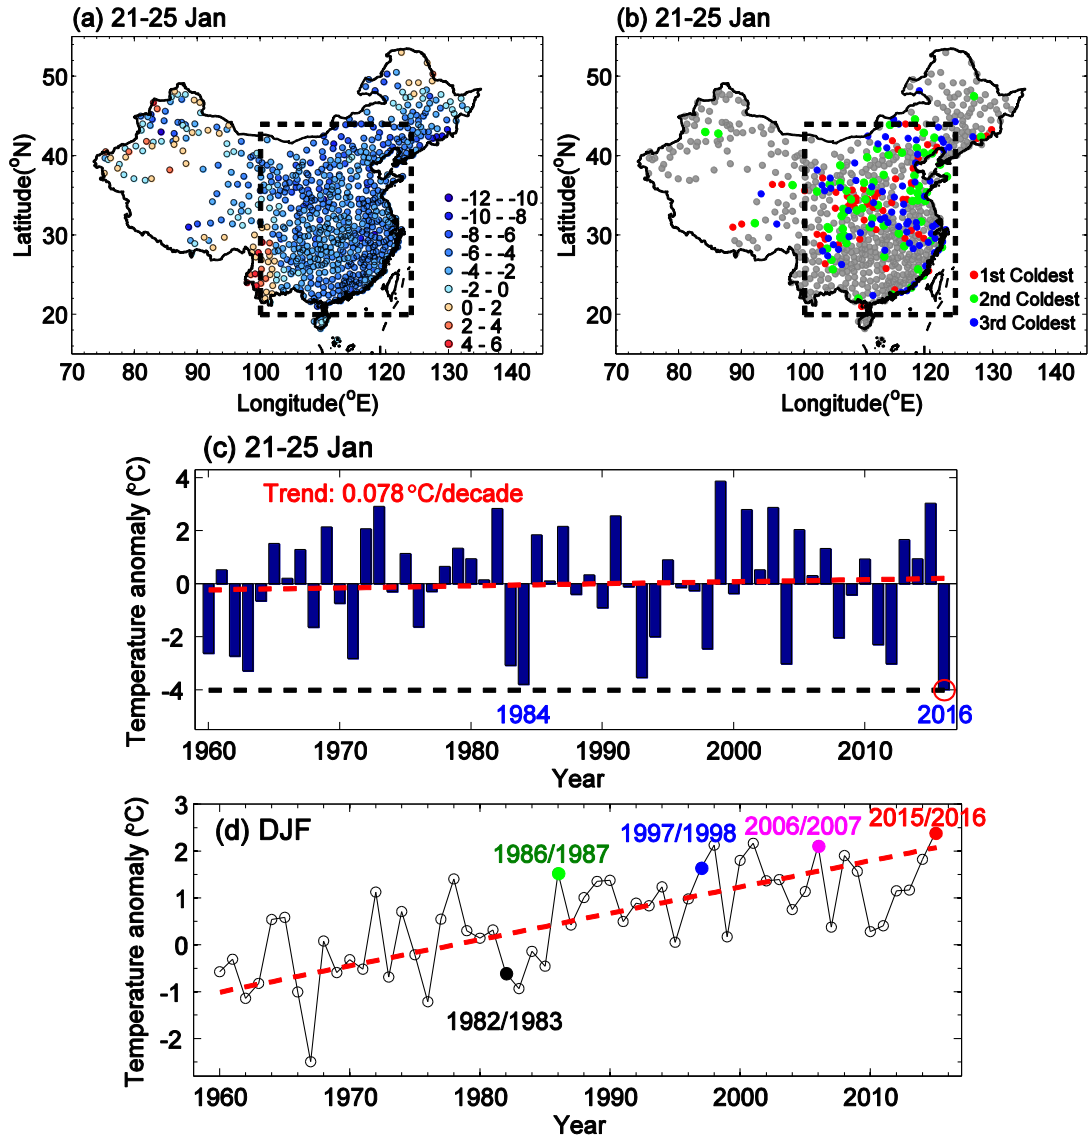 (a) 21-25 Jan
Latitude(°N)
50
40
30
20
70 80 90 100 110 120 130 140
Longitude(°E)
-12 - -10
-10 - -8
-8 - -6
-6 - -4
-4 - -2
-2 - 0
0 - 2
2 - 4
4 - 6
(b) 21-25 Jan
Latitude(°N)
50
40
30
20
70 80 90 100 110 120 130 140
Longitude(°E)
1st Coldest
2nd Coldest
3rd Coldest
(c) 21-25 Jan
Temperature anomaly (°C)
4
2
0
-2
-4
Trend: 0.078 °C/decade
1984
2016
1960 1970 1980 1990 2000 2010
Year
(d) DJF
Temperature anomaly (°C)
3
2
1
0
-1
-2
1986/1987
1997/1998
2006/2007
2015/2016
1982/1983
1960 1970 1980 1990 2000 2010
Year